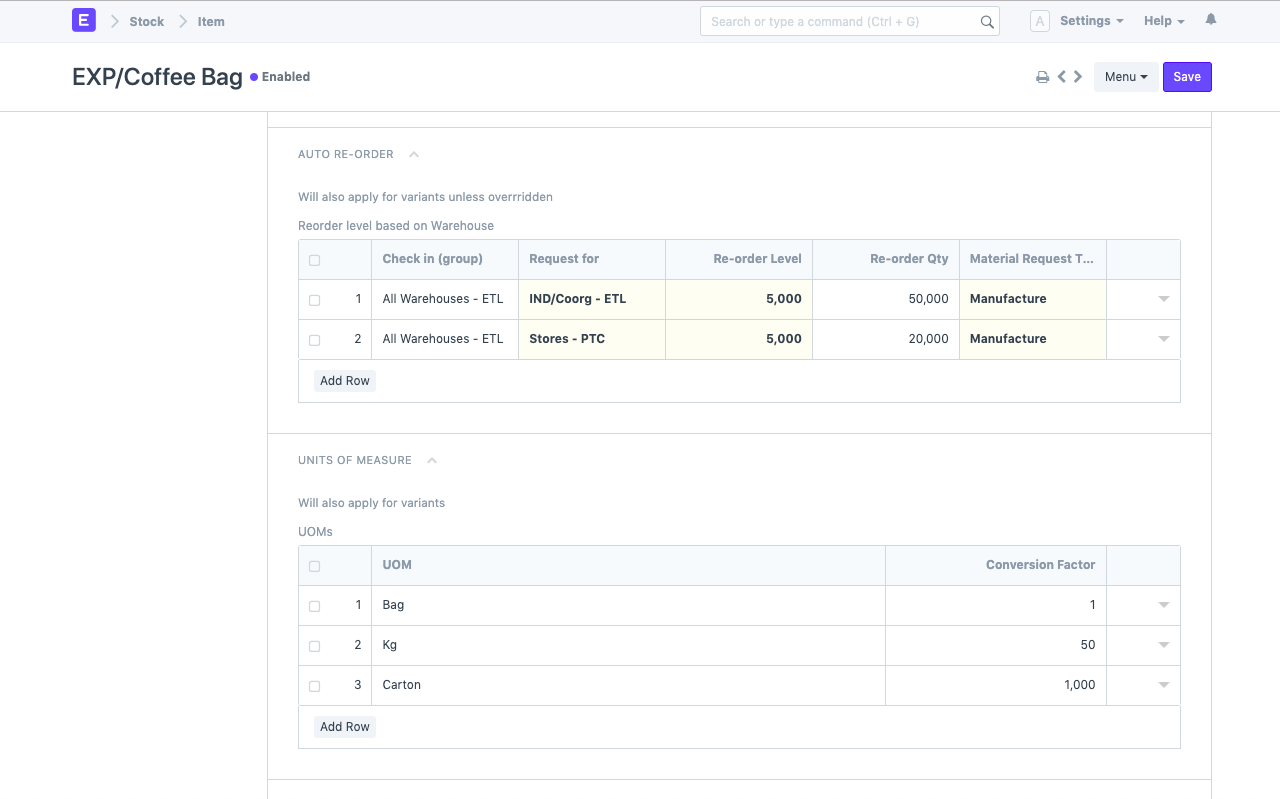 E Stock Item Search or type a command (Ctrl + G) A Settings Help
EXP/Coffee Bag Enabled Menu Save
AUTO RE-ORDER
Will also apply for variants unless overrridden
Reorder level based on Warehouse
Check in (group) Request for Re-order Level Re-order Qty Material Request T...
1 All Warehouses - ETL IND/Coorg - ETL 5,000 50,000 Manufacture
2 All Warehouses - ETL Stores - PTC 5,000 20,000 Manufacture
Add Row
UNITS OF MEASURE
Will also apply for variants
UOMs
UOM Conversion Factor
1 Bag 1
2 Kg 50
3 Carton 1,000
Add Row